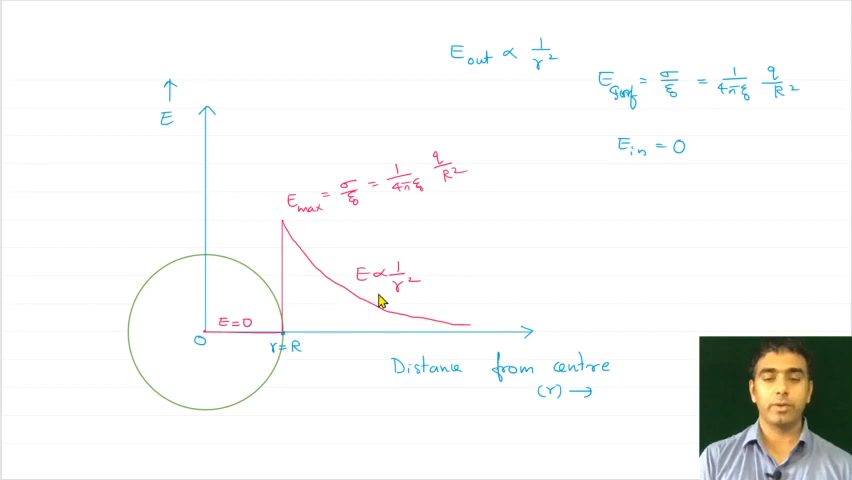 E_out ∝ 1/r²
E_surf = σ/ε₀ = 1/4πε₀ q/R²
E_in = 0
↑
E
E_max = σ/ε₀ = 1/4πε₀ q/R²
E ∝ 1/r²
E=0
O
r=R
Distance from centre
(r) →